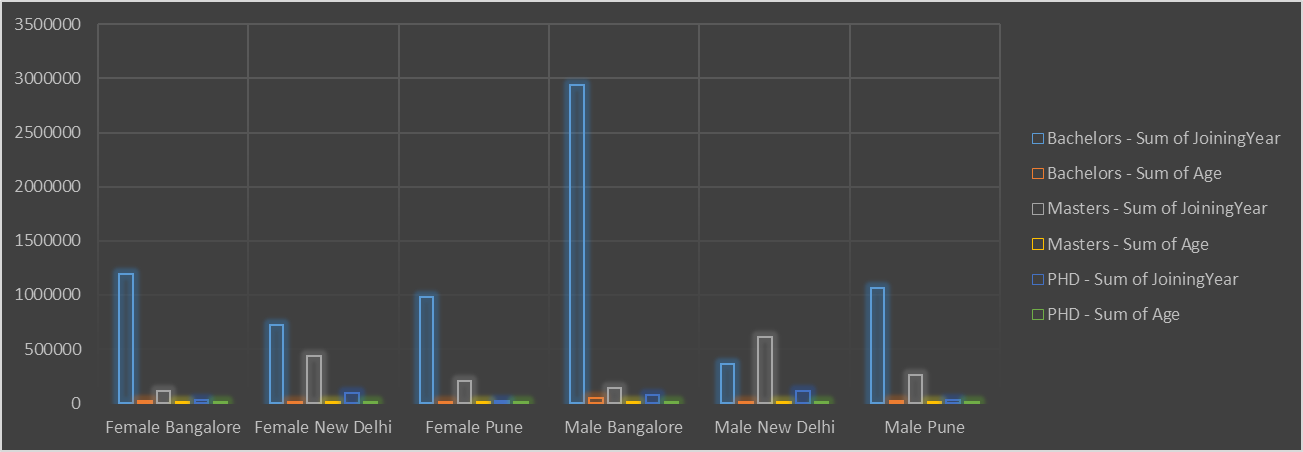 3500000
3000000
2500000
2000000
1500000
1000000
500000
0
Female Bangalore Female New Delhi Female Pune Male Bangalore Male New Delhi Male Pune
Bachelors - Sum of JoiningYear
Bachelors - Sum of Age
Masters - Sum of JoiningYear
Masters - Sum of Age
PHD - Sum of JoiningYear
PHD - Sum of Age